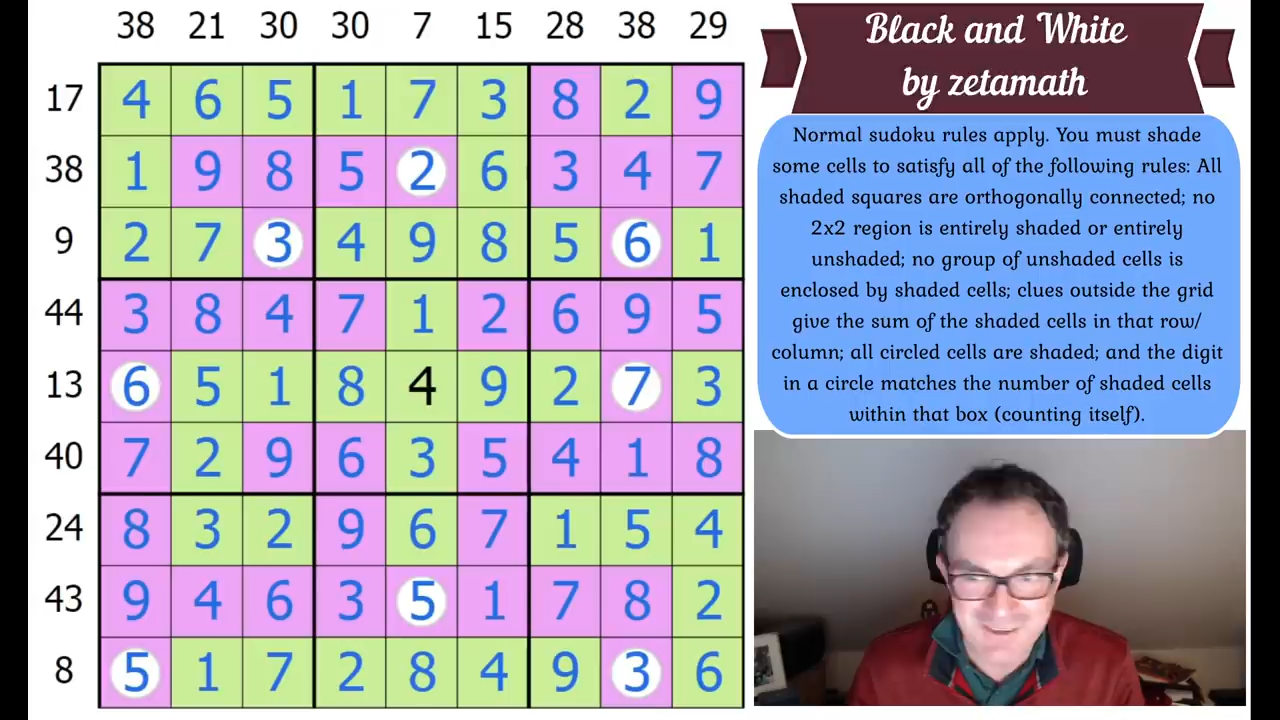 38 21 30 30 7 15 28 38 29
Black and White
by zetamath
17 4 6 5 1 7 3 8 2 9
38 1 9 8 5 2 6 3 4 7
9 2 7 3 4 9 8 5 6 1
44 3 8 4 7 1 2 6 9 5
13 6 5 1 8 4 9 2 7 3
40 7 2 9 6 3 5 4 1 8
24 8 3 2 9 6 7 1 5 4
43 9 4 6 3 5 1 7 8 2
8 5 1 7 2 8 4 9 3 6
Normal sudoku rules apply. You must shade
some cells to satisfy all of the following rules: All
shaded squares are orthogonally connected; no
2x2 region is entirely shaded or entirely
unshaded; no group of unshaded cells is
enclosed by shaded cells; clues outside the grid
give the sum of the shaded cells in that row/
column; all circled cells are shaded; and the digit
in a circle matches the number of shaded cells
within that box (counting itself).